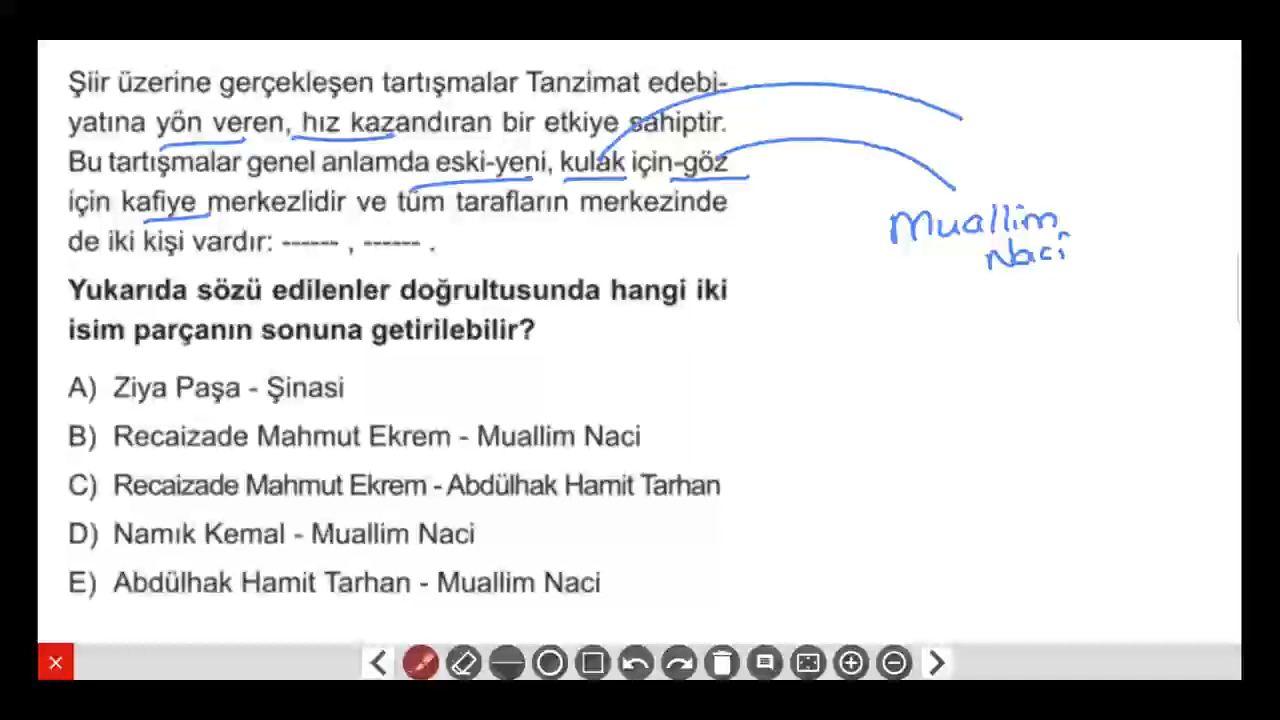 Şiir üzerine gerçekleşen tartışmalar Tanzimat edebi-
yatına yön veren, hız kazandıran bir etkiye sahiptir.
Bu tartışmalar genel anlamda eski-yeni, kulak için-göz
için kafiye merkezlidir ve tüm tarafların merkezinde
de iki kişi vardır: ------ , ------ .
Muallim
Naci
Yukarıda sözü edilenler doğrultusunda hangi iki
isim parçanın sonuna getirilebilir?
A) Ziya Paşa - Şinasi
B) Recaizade Mahmut Ekrem - Muallim Naci
C) Recaizade Mahmut Ekrem - Abdülhak Hamit Tarhan
D) Namık Kemal - Muallim Naci
E) Abdülhak Hamit Tarhan - Muallim Naci